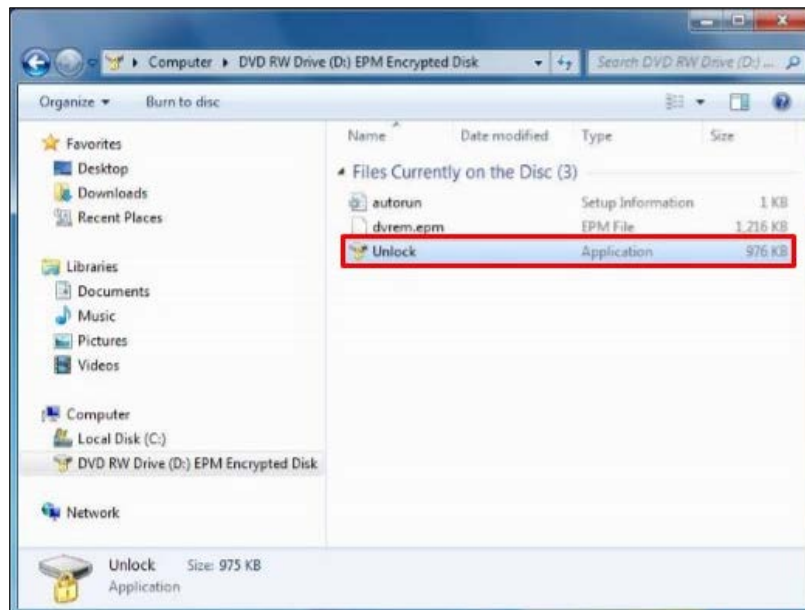 Computer ▸ DVD RW Drive (D:) EPM Encrypted Disk
Search DVD RW Drive (D:) ...
Organize ▾ Burn to disc
Favorites
Desktop
Downloads
Recent Places
Libraries
Documents
Music
Pictures
Videos
Computer
Local Disk (C:)
DVD RW Drive (D:) EPM Encrypted Disk
Network
Name Date modified Type Size
Files Currently on the Disc (3)
autorun Setup Information 1 KB
dvrem.epm EPM File 1,216 KB
Unlock Application 976 KB
Unlock Size: 975 KB
Application